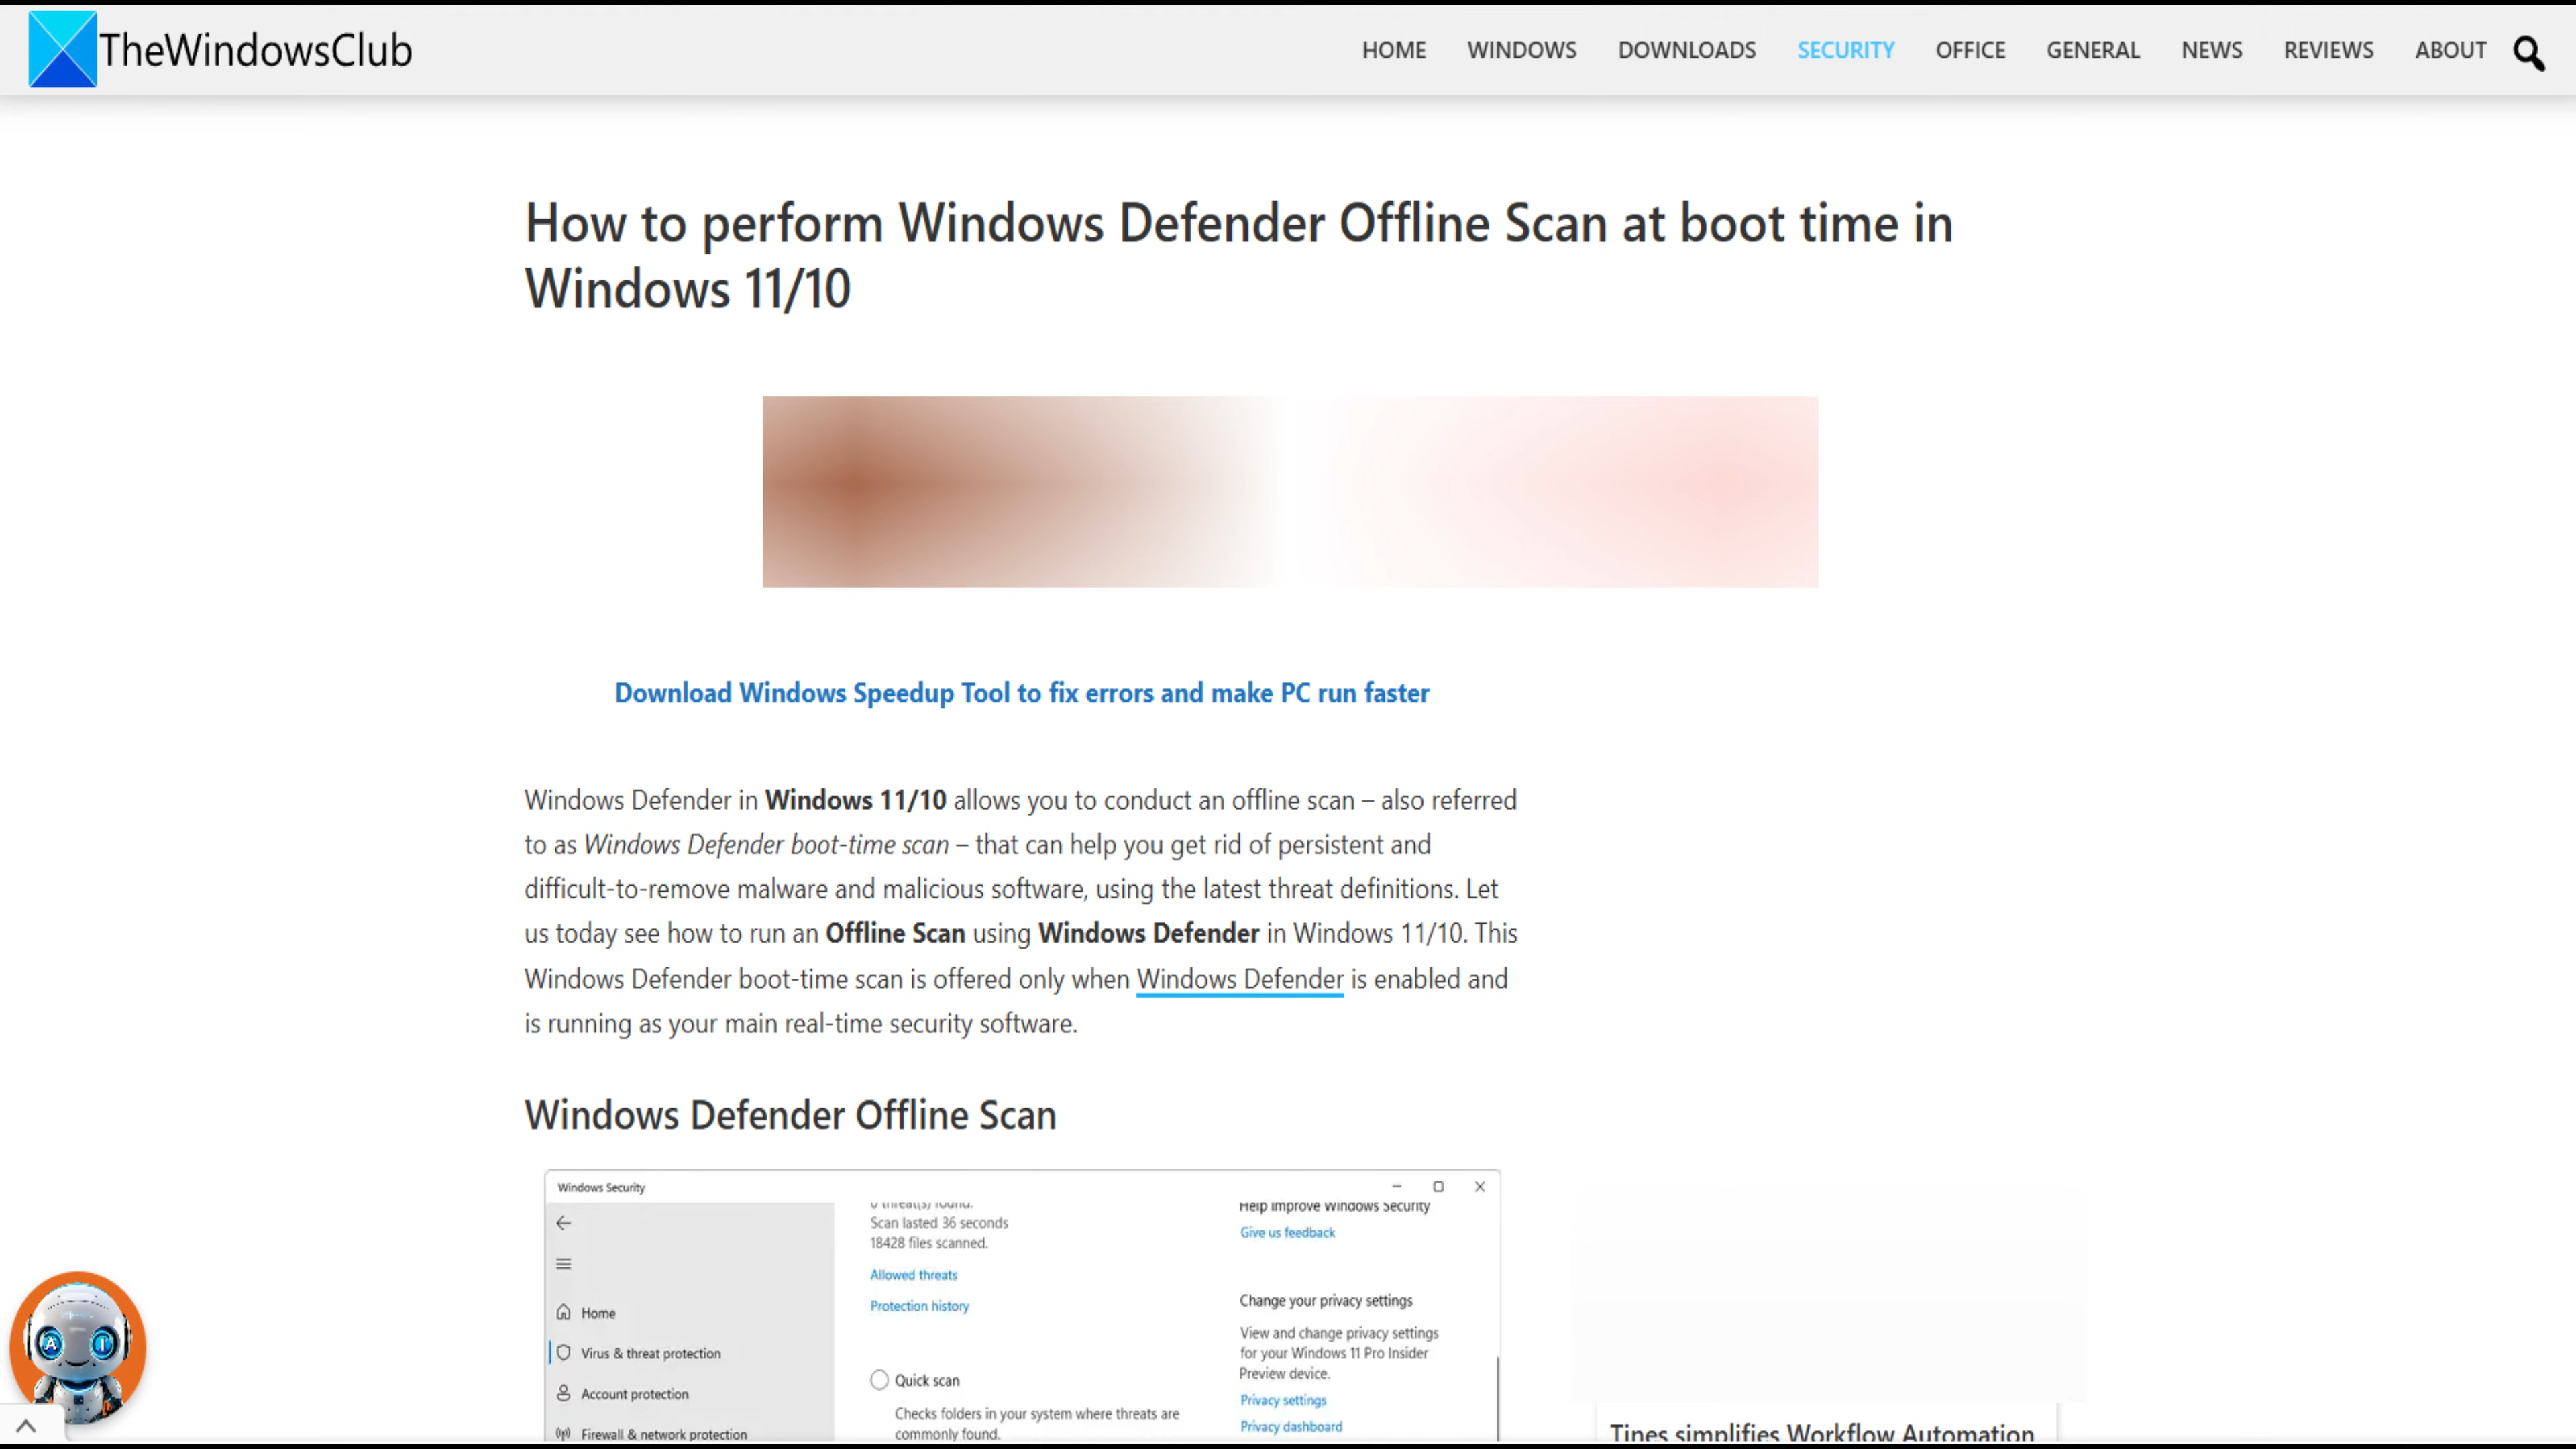 TheWindowsClub
HOME WINDOWS DOWNLOADS SECURITY OFFICE GENERAL NEWS REVIEWS ABOUT
How to perform Windows Defender Offline Scan at boot time in
Windows 11/10
Download Windows Speedup Tool to fix errors and make PC run faster
Windows Defender in Windows 11/10 allows you to conduct an offline scan – also referred
to as Windows Defender boot-time scan – that can help you get rid of persistent and
difficult-to-remove malware and malicious software, using the latest threat definitions. Let
us today see how to run an Offline Scan using Windows Defender in Windows 11/10. This
Windows Defender boot-time scan is offered only when Windows Defender is enabled and
is running as your main real-time security software.
Windows Defender Offline Scan
Windows Security
Home
Virus & threat protection
Account protection
Firewall & network protection
0 threat(s) found.
Scan lasted 36 seconds
18428 files scanned.
Allowed threats
Protection history
Quick scan
Checks folders in your system where threats are
commonly found.
Help improve Windows Security
Give us feedback
Change your privacy settings
View and change privacy settings
for your Windows 11 Pro Insider
Preview device.
Privacy settings
Privacy dashboard
A I
Tines simplifies Workflow Automation